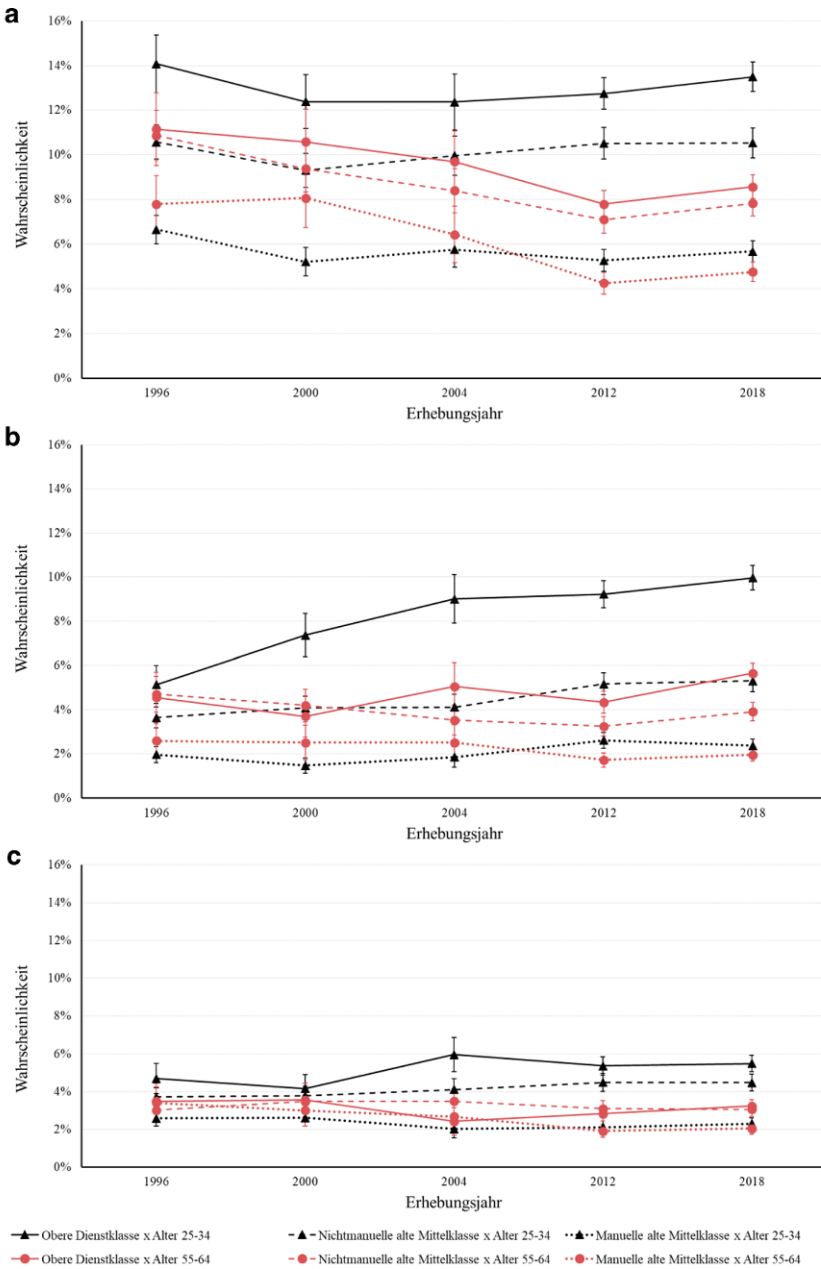 a
16%
14%
12%
10%
8%
6%
4%
2%
0%
Wahrscheinlichkeit
1996 2000 2004 2012 2018
Erhebungsjahr
b
16%
14%
12%
10%
8%
6%
4%
2%
0%
Wahrscheinlichkeit
1996 2000 2004 2012 2018
Erhebungsjahr
c
16%
14%
12%
10%
8%
6%
4%
2%
0%
Wahrscheinlichkeit
1996 2000 2004 2012 2018
Erhebungsjahr
Obere Dienstklasse x Alter 25-34 Nichtmanuelle alte Mittelklasse x Alter 25-34 Manuelle alte Mittelklasse x Alter 25-34
Obere Dienstklasse x Alter 55-64 Nichtmanuelle alte Mittelklasse x Alter 55-64 Manuelle alte Mittelklasse x Alter 55-64